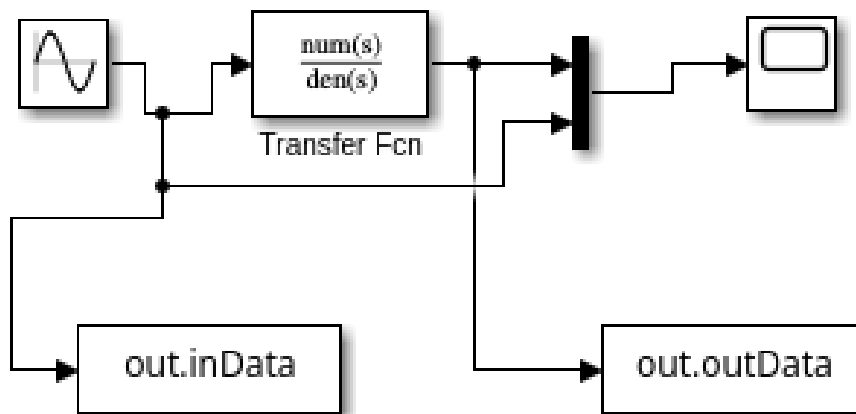 num(s)
den(s)
Transfer Fcn
out.inData
out.outData